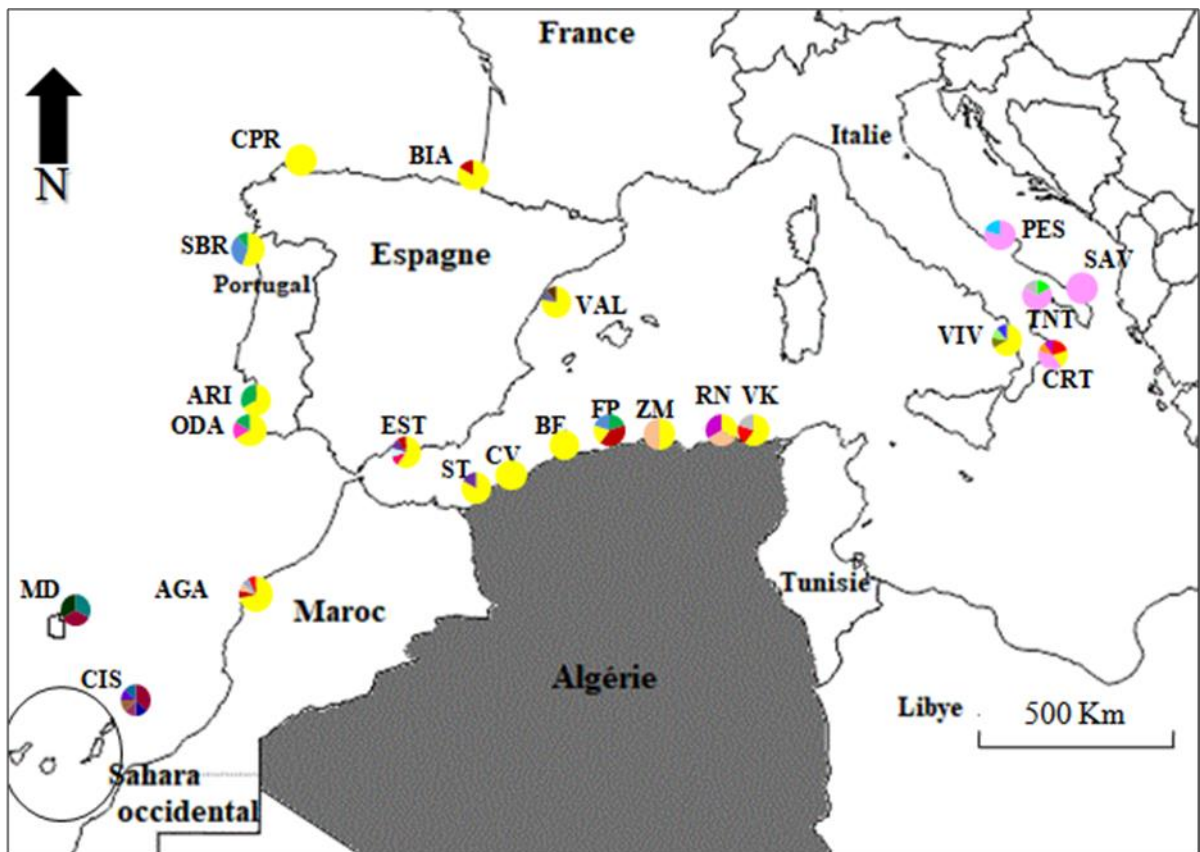 France
CPR
BIA
Italie
N
SBR
Espagne
PES
Portugal
SAV
VAL
TNT
VIV
CRT
ARI
ODA
EST
BF
FP
ZM
RN
VK
ST
CV
MD
AGA
Maroc
Tunisie
CIS
Algérie
Libye
500 Km
Sahara
occidental